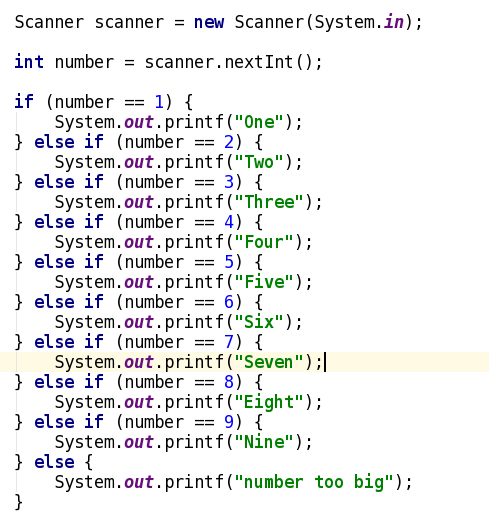 Scanner scanner = new Scanner(System.in);
int number = scanner.nextInt();
if (number == 1) {
    System.out.printf("One");
} else if (number == 2) {
    System.out.printf("Two");
} else if (number == 3) {
    System.out.printf("Three");
} else if (number == 4) {
    System.out.printf("Four");
} else if (number == 5) {
    System.out.printf("Five");
} else if (number == 6) {
    System.out.printf("Six");
} else if (number == 7) {
    System.out.printf("Seven");
} else if (number == 8) {
    System.out.printf("Eight");
} else if (number == 9) {
    System.out.printf("Nine");
} else {
    System.out.printf("number too big");
}